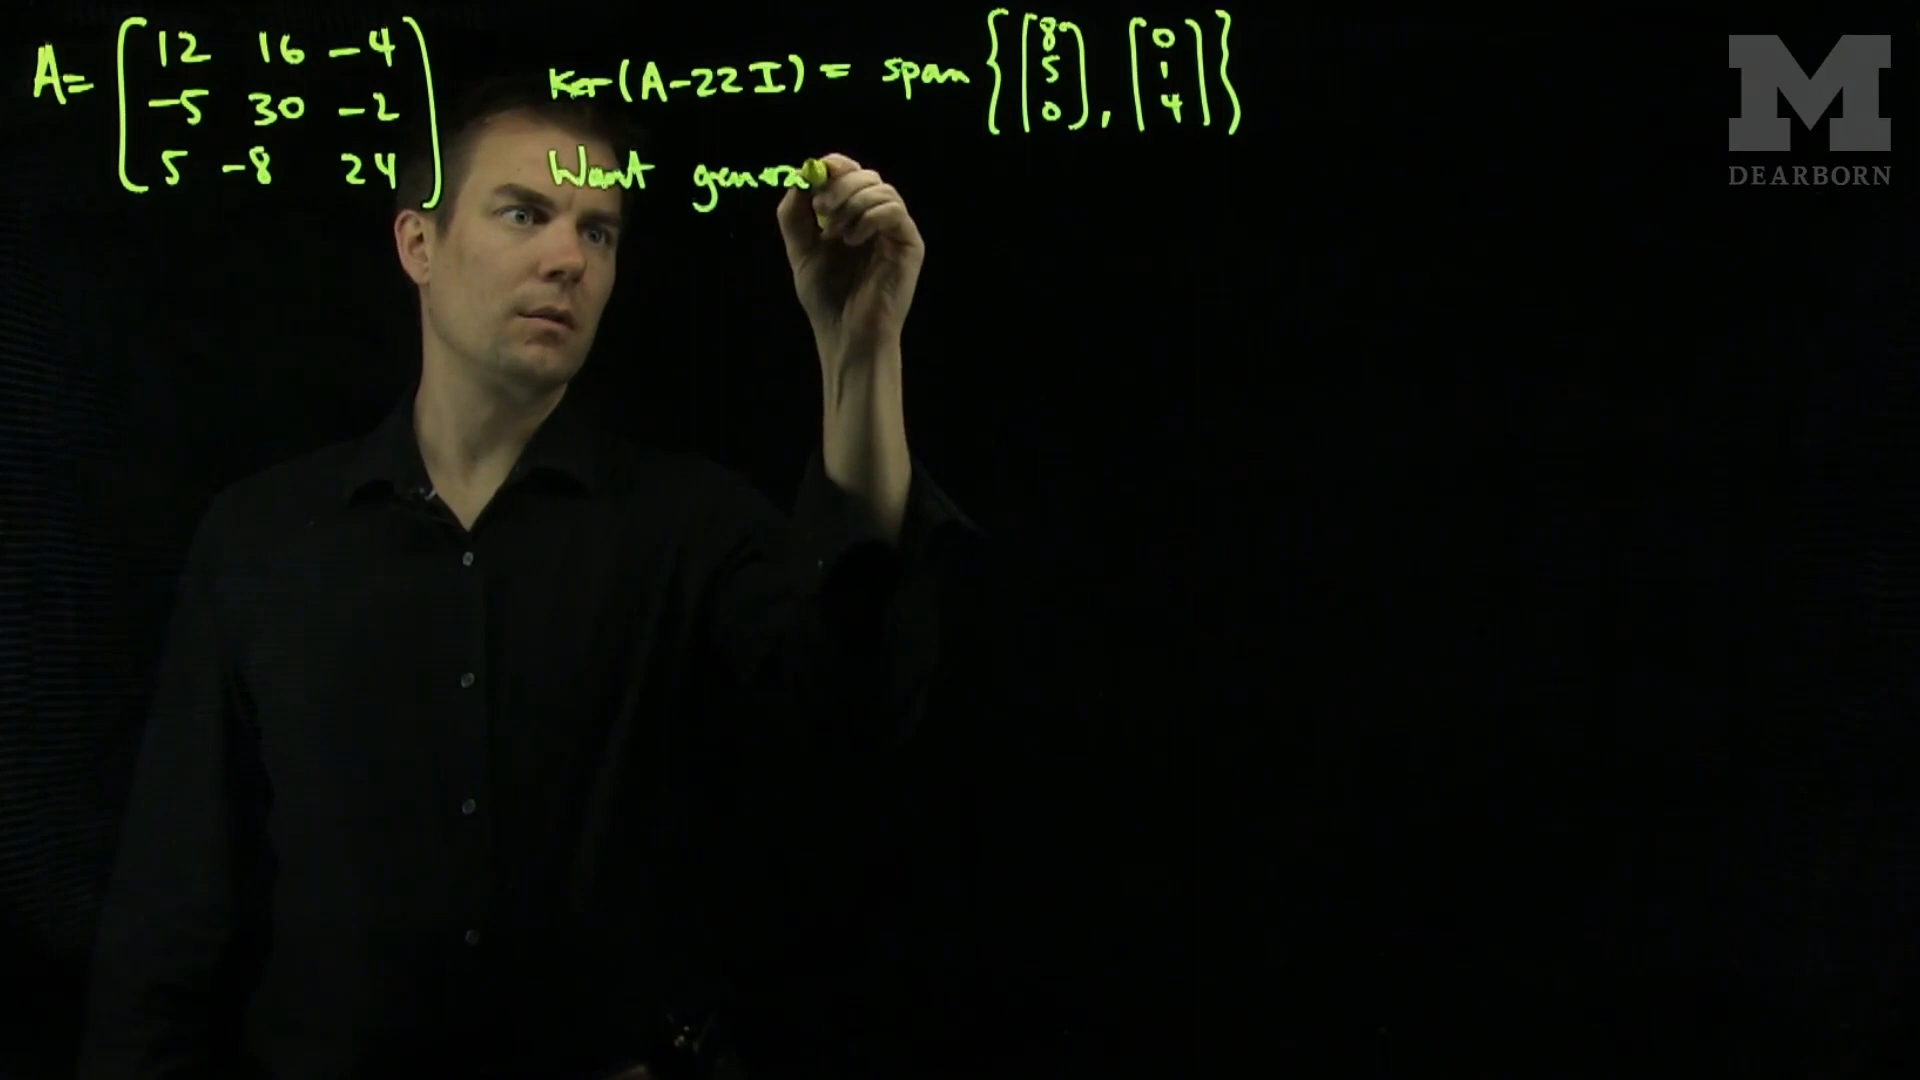 A = ( 12 16 -4
-5 30 -2
5 -8 24 )
Ker (A-22I) = span { [8 5 0], [0 1 4] }
Want genera
M
DEARBORN